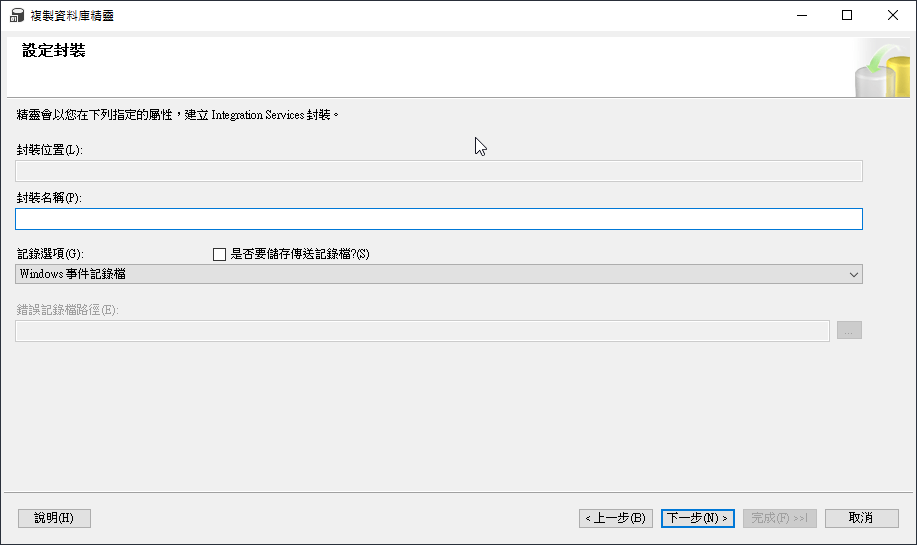 複製資料庫精靈
設定封裝
精靈會以您在下列指定的屬性，建立 Integration Services 封裝。
封裝位置(L):
封裝名稱(P):
記錄選項(G):
是否要儲存傳送記錄檔?(S)
Windows 事件記錄檔
錯誤記錄檔路徑(E):
...
說明(H)
< 上一步(B)
下一步(N) >
完成(F) >>|
取消